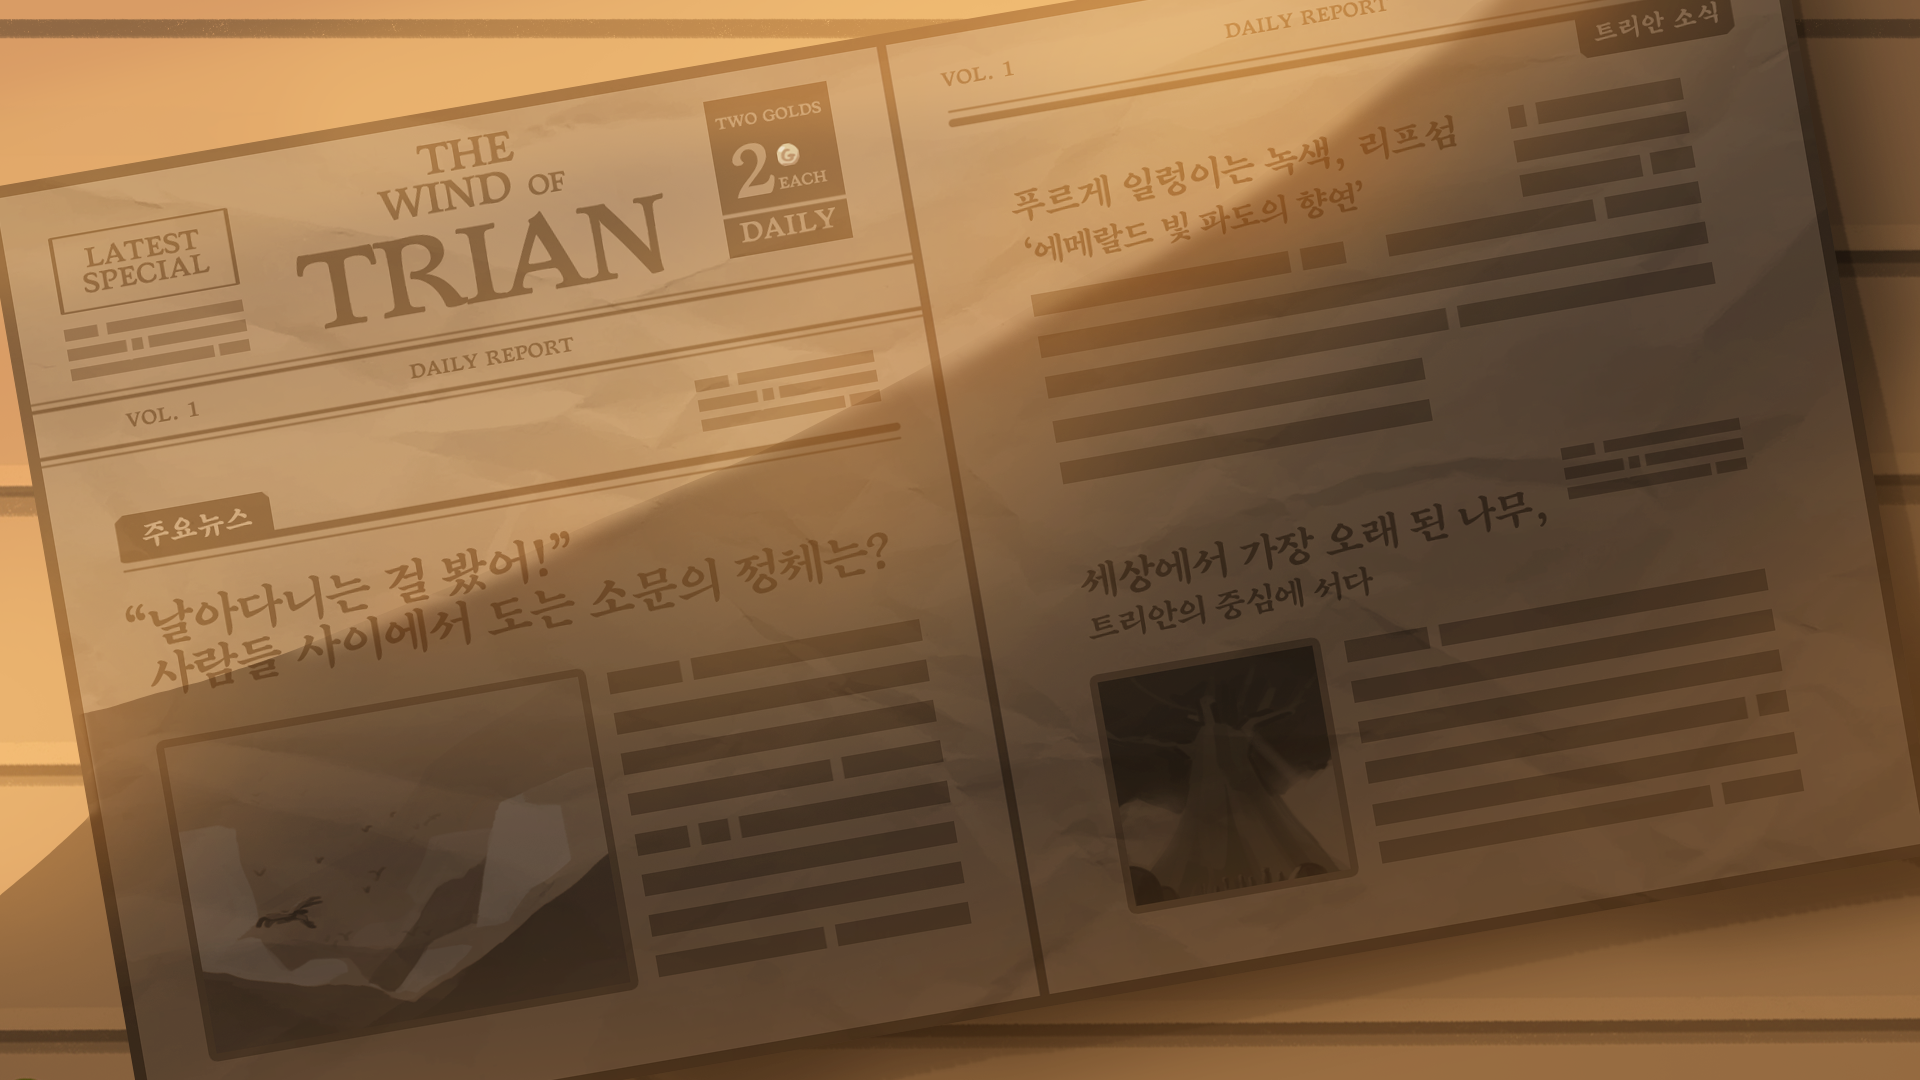 THE
WIND OF
TRIAN
LATEST
SPECIAL
TWO GOLDS
2 G
EACH
DAILY
DAILY REPORT
VOL. 1
주요뉴스
“날아다니는 걸 봤어!”
사람들 사이에서 도는 소문의 정체는?
DAILY REPORT
VOL. 1
트리안 소식
푸르게 일렁이는 녹색, 리프섬
‘에메랄드 빛 파도의 향연’
세상에서 가장 오래 된 나무,
트리안의 중심에 서다